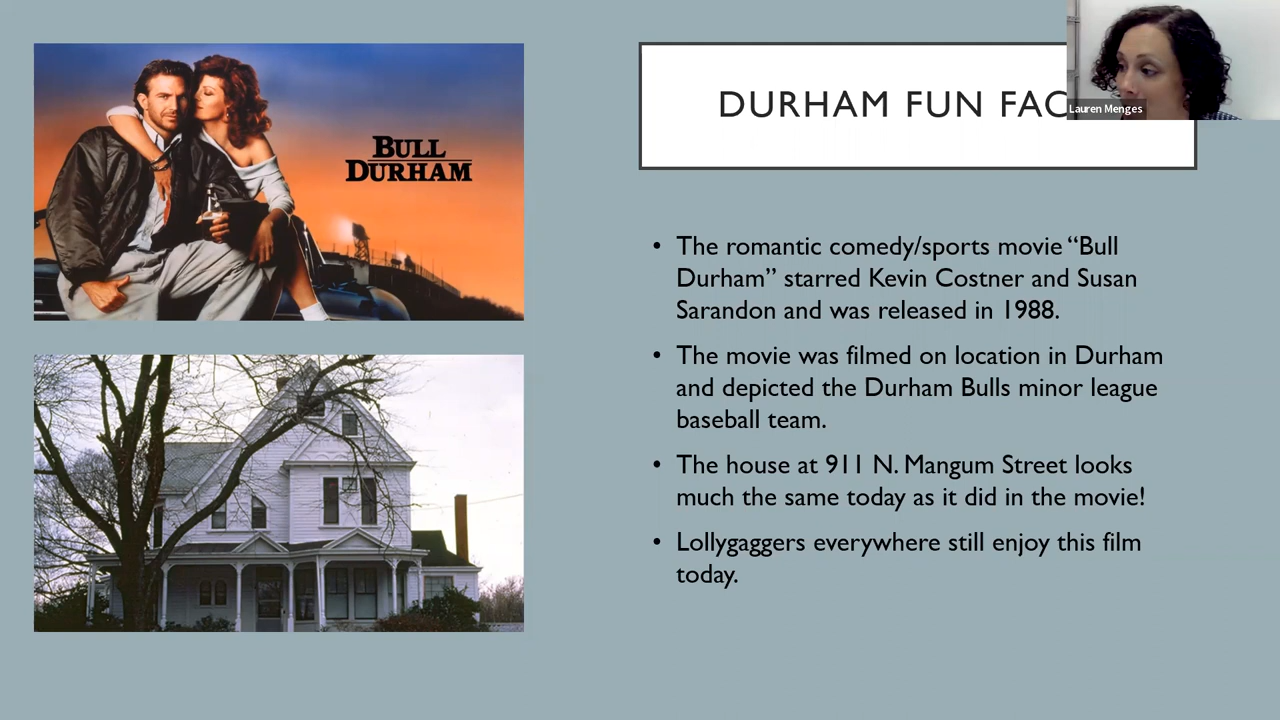 BULL
DURHAM
DURHAM FUN FAC
Lauren Menges
• The romantic comedy/sports movie “Bull
Durham” starred Kevin Costner and Susan
Sarandon and was released in 1988.
• The movie was filmed on location in Durham
and depicted the Durham Bulls minor league
baseball team.
• The house at 911 N. Mangum Street looks
much the same today as it did in the movie!
• Lollygaggers everywhere still enjoy this film
today.